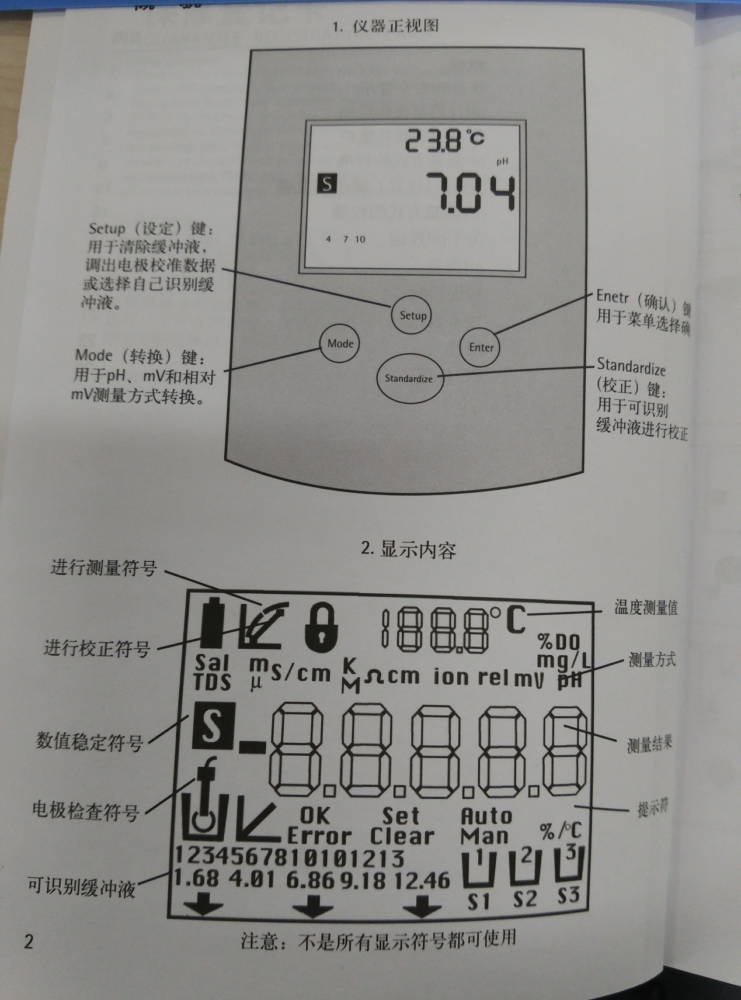 1. 仪器正视图
23.8°C
pH
S
7.04
4 7 10
Setup（设定）键：
用于清除缓冲液，
调出电极校准数据
或选择自己识别缓
冲液。
Mode（转换）键：
用于pH、mV和相对
mV测量方式转换。
Setup
Mode
Enter
Standardize
Enetr（确认）键
用于菜单选择确
Standardize
(校正）键：
用于可识别
缓冲液进行校正
2. 显示内容
进行测量符号
进行校正符号
数值稳定符号
电极检查符号
可识别缓冲液
188.8°C
%DO
mg/L
Sal
TDS
m
μ
S/cm
K
M
Ωcm ion rel mV pH
S
-8.8.8.8.8
OK Set Auto
Error Clear Man %/°C
1234567810101213
1.68 4.01 6.86 9.18 12.46
1 2 3
S1 S2 S3
温度测量值
测量方式
测量结果
提示符
注意：不是所有显示符号都可使用
2